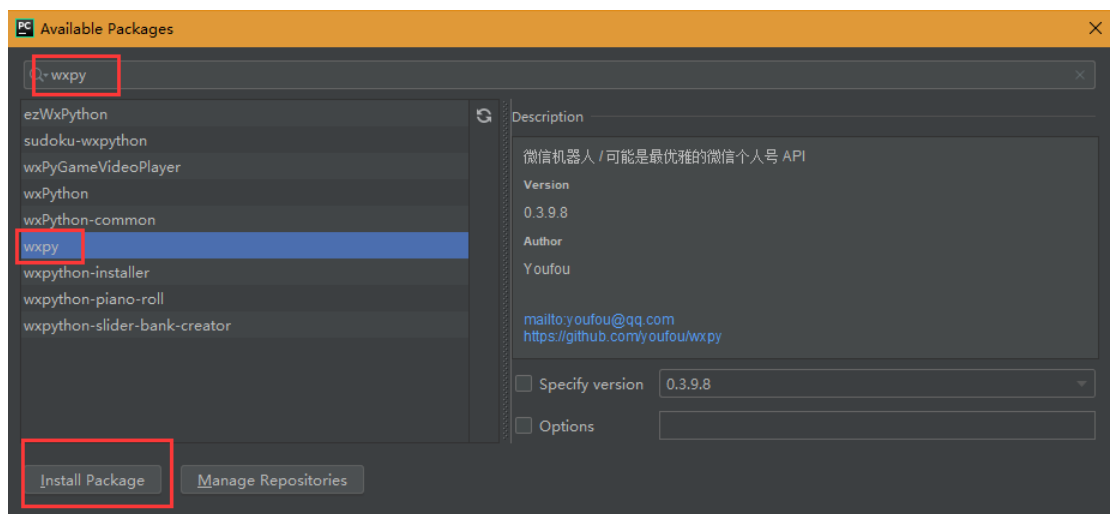 PC Available Packages
wxpy
ezWxPython
sudoku-wxpython
wxPyGameVideoPlayer
wxPython
wxPython-common
wxpy
wxpython-installer
wxpython-piano-roll
wxpython-slider-bank-creator
Description
微信机器人 / 可能是最优雅的微信个人号 API
Version
0.3.9.8
Author
Youfou
mailto:youfou@qq.com
https://github.com/youfou/wxpy
Specify version 0.3.9.8
Options
Install Package Manage Repositories